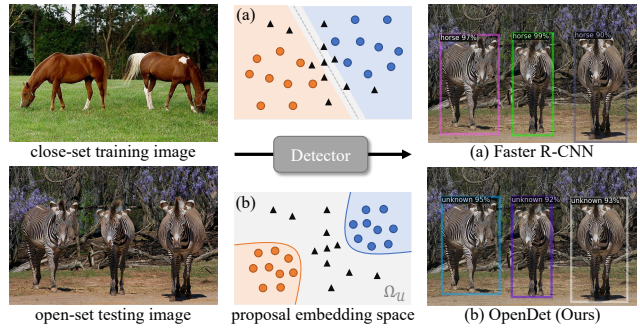 (a)
horse 97%
horse 99%
horse 90%
close-set training image
Detector
(a) Faster R-CNN
(b)
unknown 95%
unknown 92%
unknown 93%
Ω𝒰
open-set testing image
proposal embedding space
(b) OpenDet (Ours)